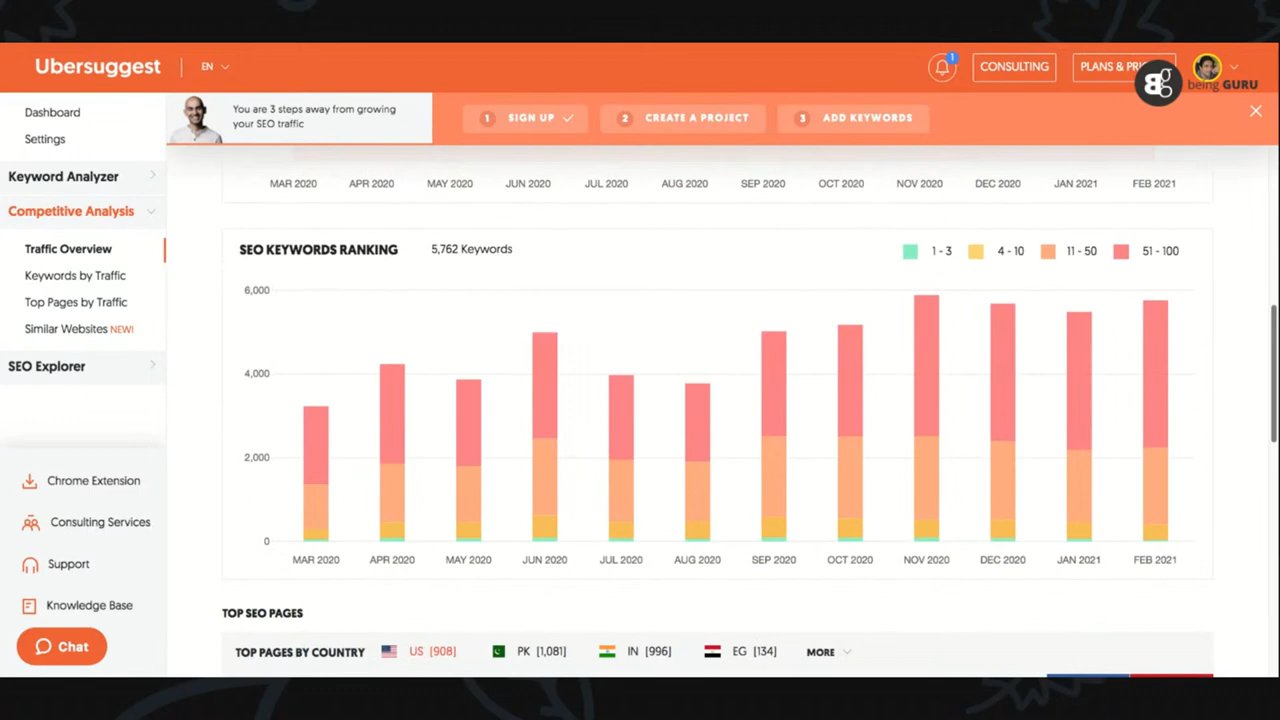 Ubersuggest
EN
1
CONSULTING
PLANS &
being GURU
Dashboard
Settings
Keyword Analyzer
Competitive Analysis
Traffic Overview
Keywords by Traffic
Top Pages by Traffic
Similar Websites NEW!
SEO Explorer
Chrome Extension
Consulting Services
Support
Knowledge Base
Chat
You are 3 steps away from growing
your SEO traffic
1 SIGN UP
2 CREATE A PROJECT
3 ADD KEYWORDS
MAR 2020 APR 2020 MAY 2020 JUN 2020 JUL 2020 AUG 2020 SEP 2020 OCT 2020 NOV 2020 DEC 2020 JAN 2021 FEB 2021
SEO KEYWORDS RANKING 5,762 Keywords
1 - 3 4 - 10 11 - 50 51 - 100
6,000
4,000
2,000
0
MAR 2020 APR 2020 MAY 2020 JUN 2020 JUL 2020 AUG 2020 SEP 2020 OCT 2020 NOV 2020 DEC 2020 JAN 2021 FEB 2021
TOP SEO PAGES
TOP PAGES BY COUNTRY US [908] PK [1,081] IN [996] EG [134] MORE